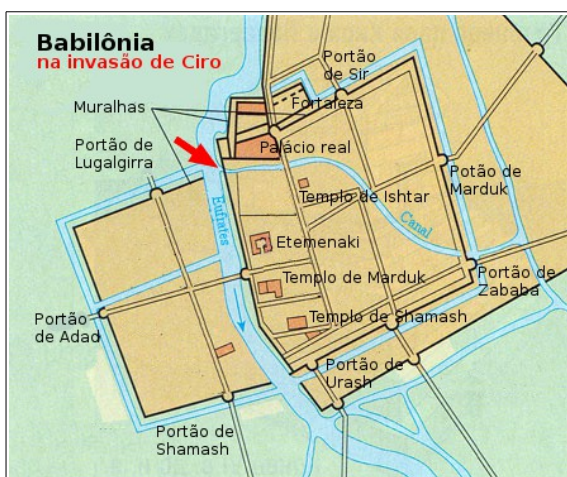 Babilônia
na invasão de Ciro
Portão
de Sir
Muralhas
Fortaleza
Portão de
Lugalgirra
Palácio real
Potão de
Marduk
Templo de Ishtar
Eufrates
Canal
Etemenaki
Templo de Marduk
Portão de
Zababa
Portão
de Adad
Templo de Shamash
Portão de
Urash
Portão de
Shamash